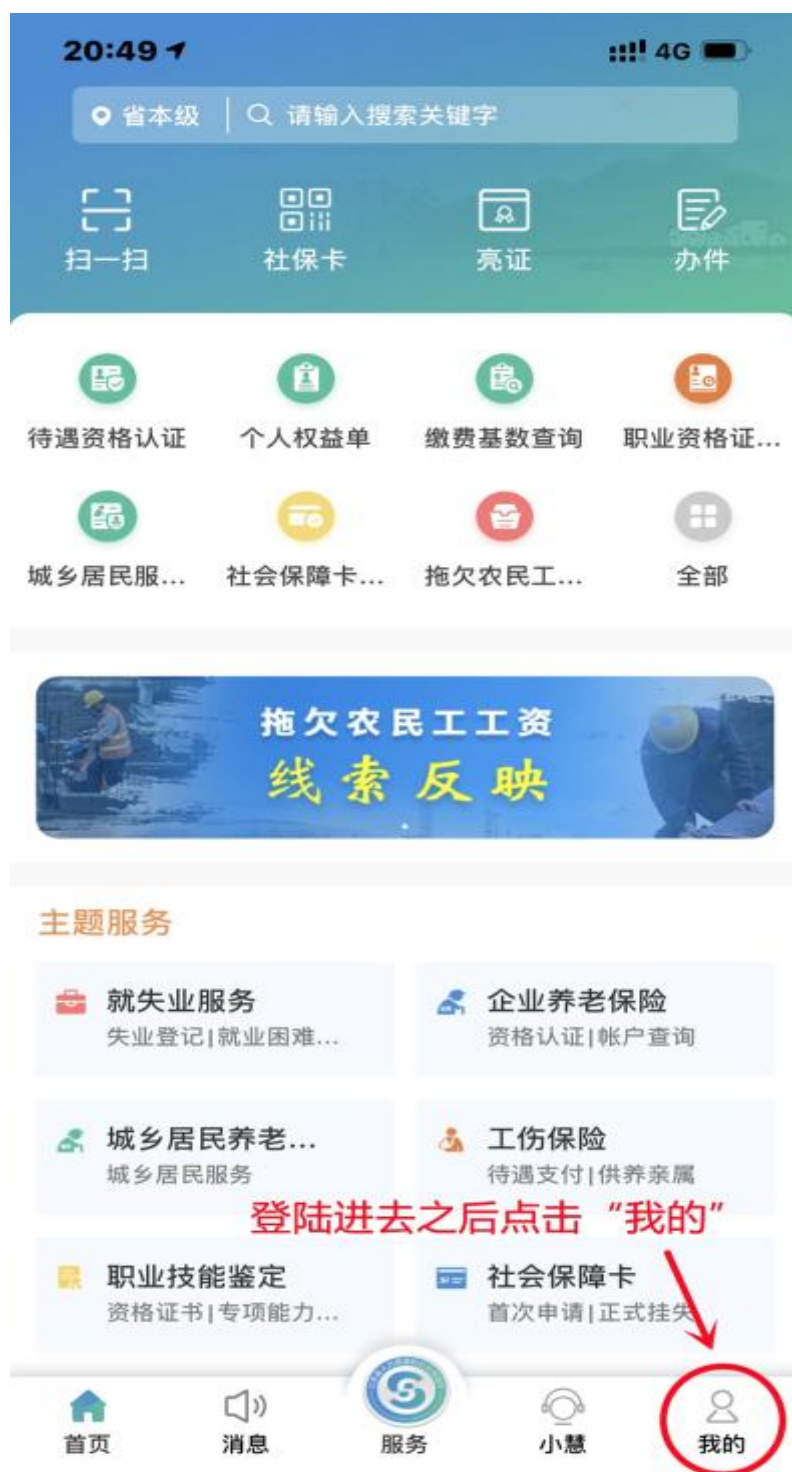 20:49
4G
省本级
请输入搜索关键字
扫一扫
社保卡
亮证
办件
待遇资格认证
个人权益单
缴费基数查询
职业资格证...
城乡居民服...
社会保障卡...
拖欠农民工...
全部
拖欠农民工工资
线索反映
主题服务
就失业服务
失业登记|就业困难...
企业养老保险
资格认证|帐户查询
城乡居民养老...
城乡居民服务
工伤保险
待遇支付|供养亲属
登陆进去之后点击“我的”
职业技能鉴定
资格证书|专项能力...
社会保障卡
首次申请|正式挂失
首页
消息
服务
小慧
我的